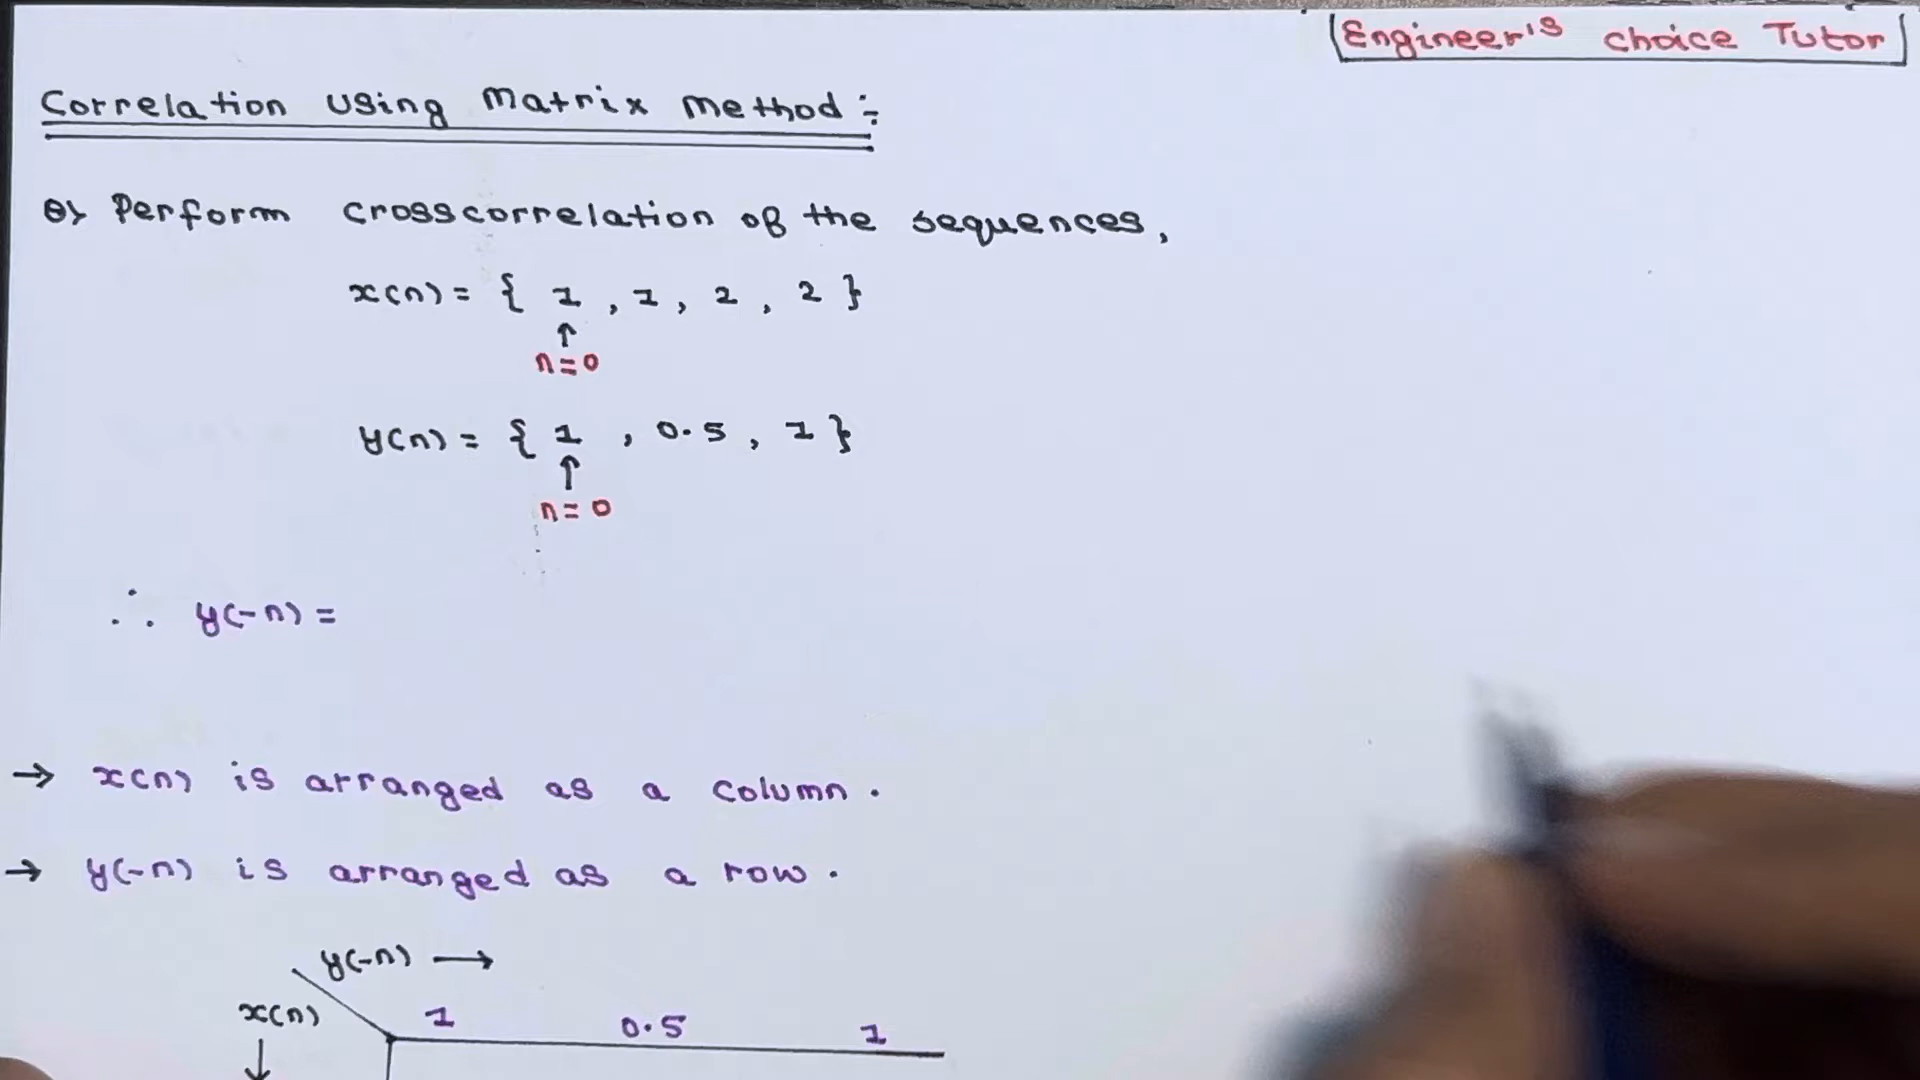 Engineer's choice Tutor
Correlation using Matrix Method :-
Q> Perform crosscorrelation of the sequences,
x(n) = { 1 , 1 , 2 , 2 }
↑
n=0
y(n) = { 1 , 0.5 , 1 }
↑
n=0
∴ y(-n) =
→ x(n) is arranged as a column.
→ y(-n) is arranged as a row.
y(-n) →
x(n) 1 0.5 1
↓